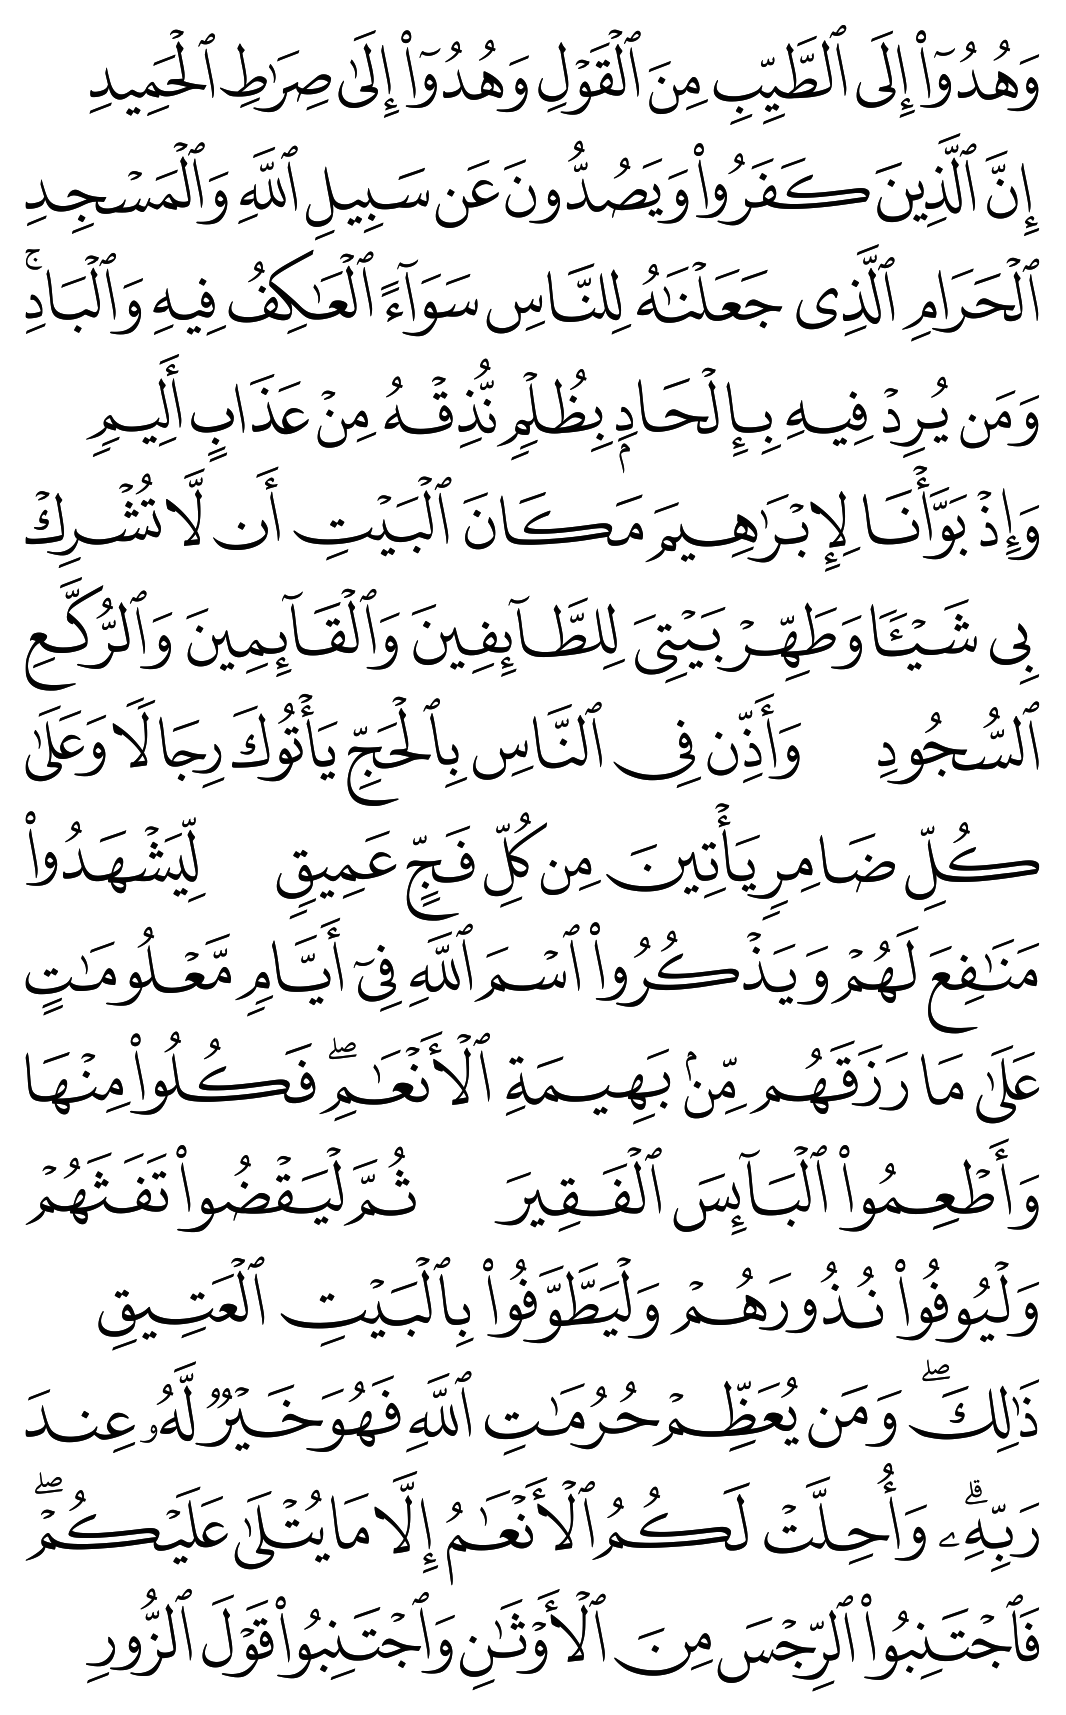 وَهُدُوٓا۟ إِلَى ٱلطَّيِّبِ مِنَ ٱلْقَوْلِ وَهُدُوٓا۟ إِلَىٰ صِرَٰطِ ٱلْحَمِيدِ
إِنَّ ٱلَّذِينَ كَفَرُوا۟ وَيَصُدُّونَ عَن سَبِيلِ ٱللَّهِ وَٱلْمَسْجِدِ
ٱلْحَرَامِ ٱلَّذِى جَعَلْنَٰهُ لِلنَّاسِ سَوَآءً ٱلْعَٰكِفُ فِيهِ وَٱلْبَادِ ۚ
وَمَن يُرِدْ فِيهِ بِإِلْحَادٍۭ بِظُلْمٍ نُّذِقْهُ مِنْ عَذَابٍ أَلِيمٍ
وَإِذْ بَوَّأْنَا لِإِبْرَٰهِيمَ مَكَانَ ٱلْبَيْتِ أَن لَّا تُشْرِكْ
بِى شَيْـًٔا وَطَهِّرْ بَيْتِىَ لِلطَّآئِفِينَ وَٱلْقَآئِمِينَ وَٱلرُّكَّعِ
ٱلسُّجُودِ وَأَذِّن فِى ٱلنَّاسِ بِٱلْحَجِّ يَأْتُوكَ رِجَالًا وَعَلَىٰ
كُلِّ ضَامِرٍ يَأْتِينَ مِن كُلِّ فَجٍّ عَمِيقٍ لِّيَشْهَدُوا۟
مَنَٰفِعَ لَهُمْ وَيَذْكُرُوا۟ ٱسْمَ ٱللَّهِ فِىٓ أَيَّامٍ مَّعْلُومَٰتٍ
عَلَىٰ مَا رَزَقَهُم مِّنۢ بَهِيمَةِ ٱلْأَنْعَٰمِ ۖ فَكُلُوا۟ مِنْهَا
وَأَطْعِمُوا۟ ٱلْبَآئِسَ ٱلْفَقِيرَ ثُمَّ لْيَقْضُوا۟ تَفَثَهُمْ
وَلْيُوفُوا۟ نُذُورَهُمْ وَلْيَطَّوَّفُوا۟ بِٱلْبَيْتِ ٱلْعَتِيقِ
ذَٰلِكَ ۖ وَمَن يُعَظِّمْ حُرُمَٰتِ ٱللَّهِ فَهُوَ خَيْرٌ لَّهُۥ عِندَ
رَبِّهِۦ ۗ وَأُحِلَّتْ لَكُمُ ٱلْأَنْعَٰمُ إِلَّا مَا يُتْلَىٰ عَلَيْكُمْ ۖ
فَٱجْتَنِبُوا۟ ٱلرِّجْسَ مِنَ ٱلْأَوْثَٰنِ وَٱجْتَنِبُوا۟ قَوْلَ ٱلزُّورِ